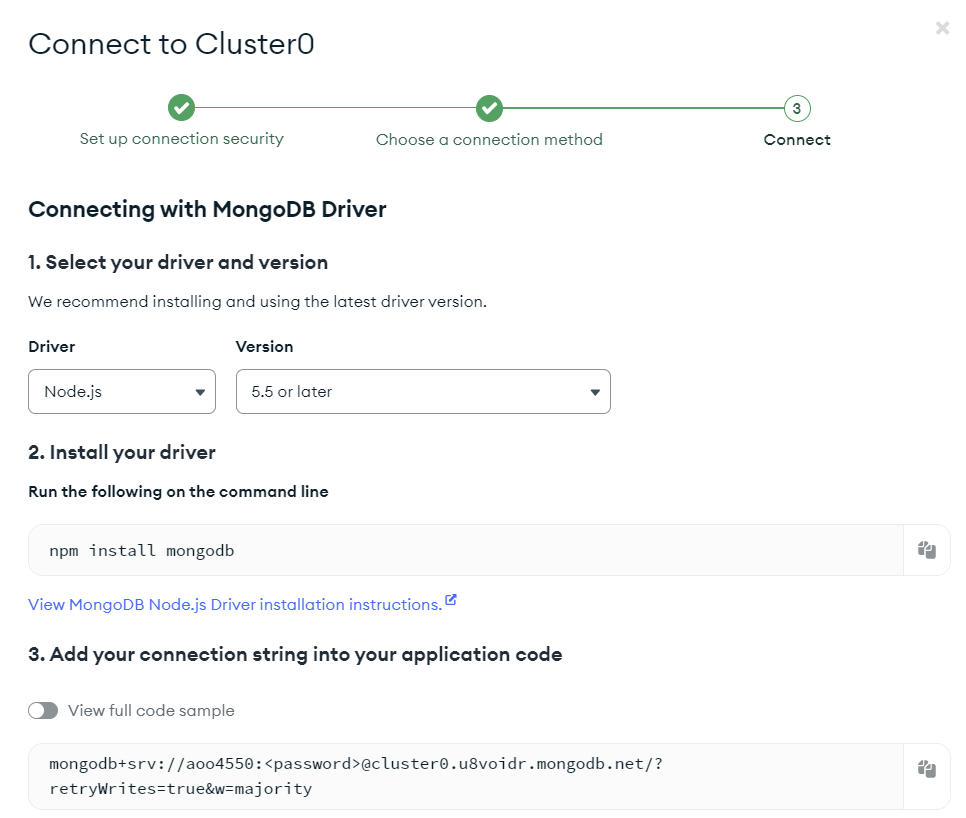 Connect to Cluster0
3
Set up connection security
Choose a connection method
Connect
Connecting with MongoDB Driver
1. Select your driver and version
We recommend installing and using the latest driver version.
Driver
Version
Node.js
5.5 or later
2. Install your driver
Run the following on the command line
npm install mongodb
View MongoDB Node.js Driver installation instructions.
3. Add your connection string into your application code
View full code sample
mongodb+srv://aoo4550:<password>@cluster0.u8voidr.mongodb.net/?
retryWrites=true&w=majority